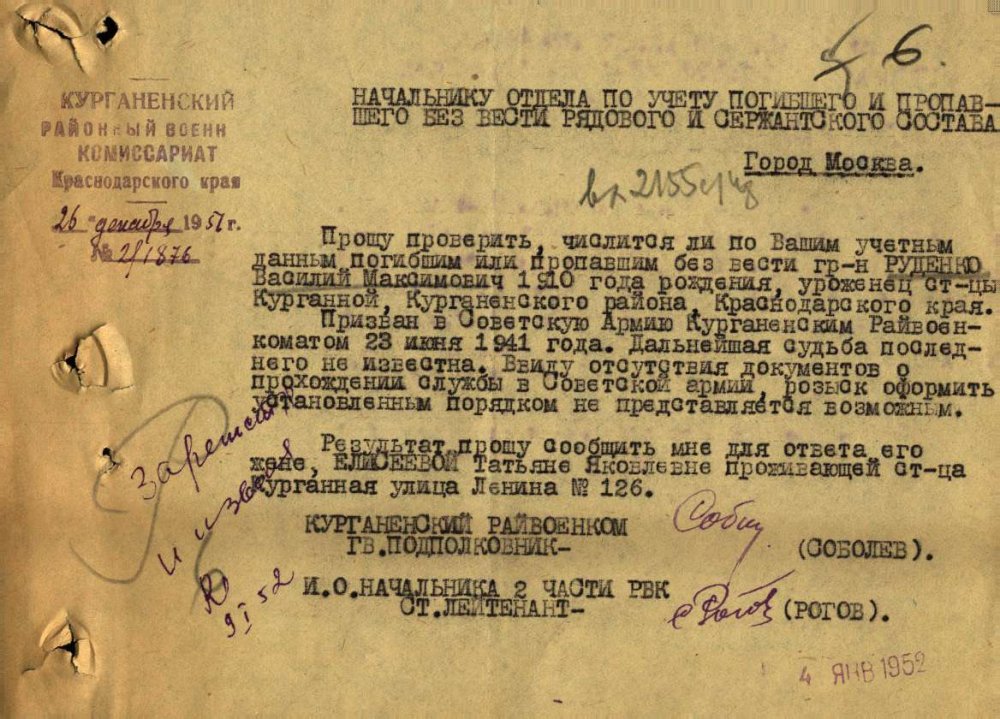 6.
КУРГАНЕНСКИЙ
РАЙОННЫЙ ВОЕНН
КОМИССАРИАТ
Краснодарского края
26 " декабря 1951 г.
№ 2/1876
НАЧАЛЬНИКУ ОТДЕЛА ПО УЧЕТУ ПОГИБШЕГО И ПРОПАВ-
ШЕГО БЕЗ ВЕСТИ РЯДОВОГО И СЕРЖАНТСКОГО СОСТАВА
Город Москва.
вх. 2155
Прошу проверить, числится ли по Вашим учетным
данным погибшим или пропавшим без вести гр-н РУДЕНКО
Василий Максимович 1910 года рождения, уроженец ст-цы
Курганной, Курганенского района, Краснодарского края.
Призван в Советскую Армию Курганенским Райвоен-
коматом 23 июня 1941 года. Дальнейшая судьба послед-
него не известна. Ввиду отсутствия документов о
прохождении службы в Советской армии, розыск оформить
установленным порядком не представляется возможным.
Результат прошу сообщить мне для ответа его
жене, ЕЛИСЕЕВОЙ Татьяне Яковлевне проживающей ст-ца
Курганная улица Ленина № 126.
КУРГАНЕНСКИЙ РАЙВОЕНКОМ
ГВ.ПОДПОЛКОВНИК- (СОБОЛЕВ).
И.О.НАЧАЛЬНИКА 2 ЧАСТИ РВК
СТ.ЛЕЙТЕНАНТ- (РОГОВ).
и
9/I 52
4 ЯНВ 1952